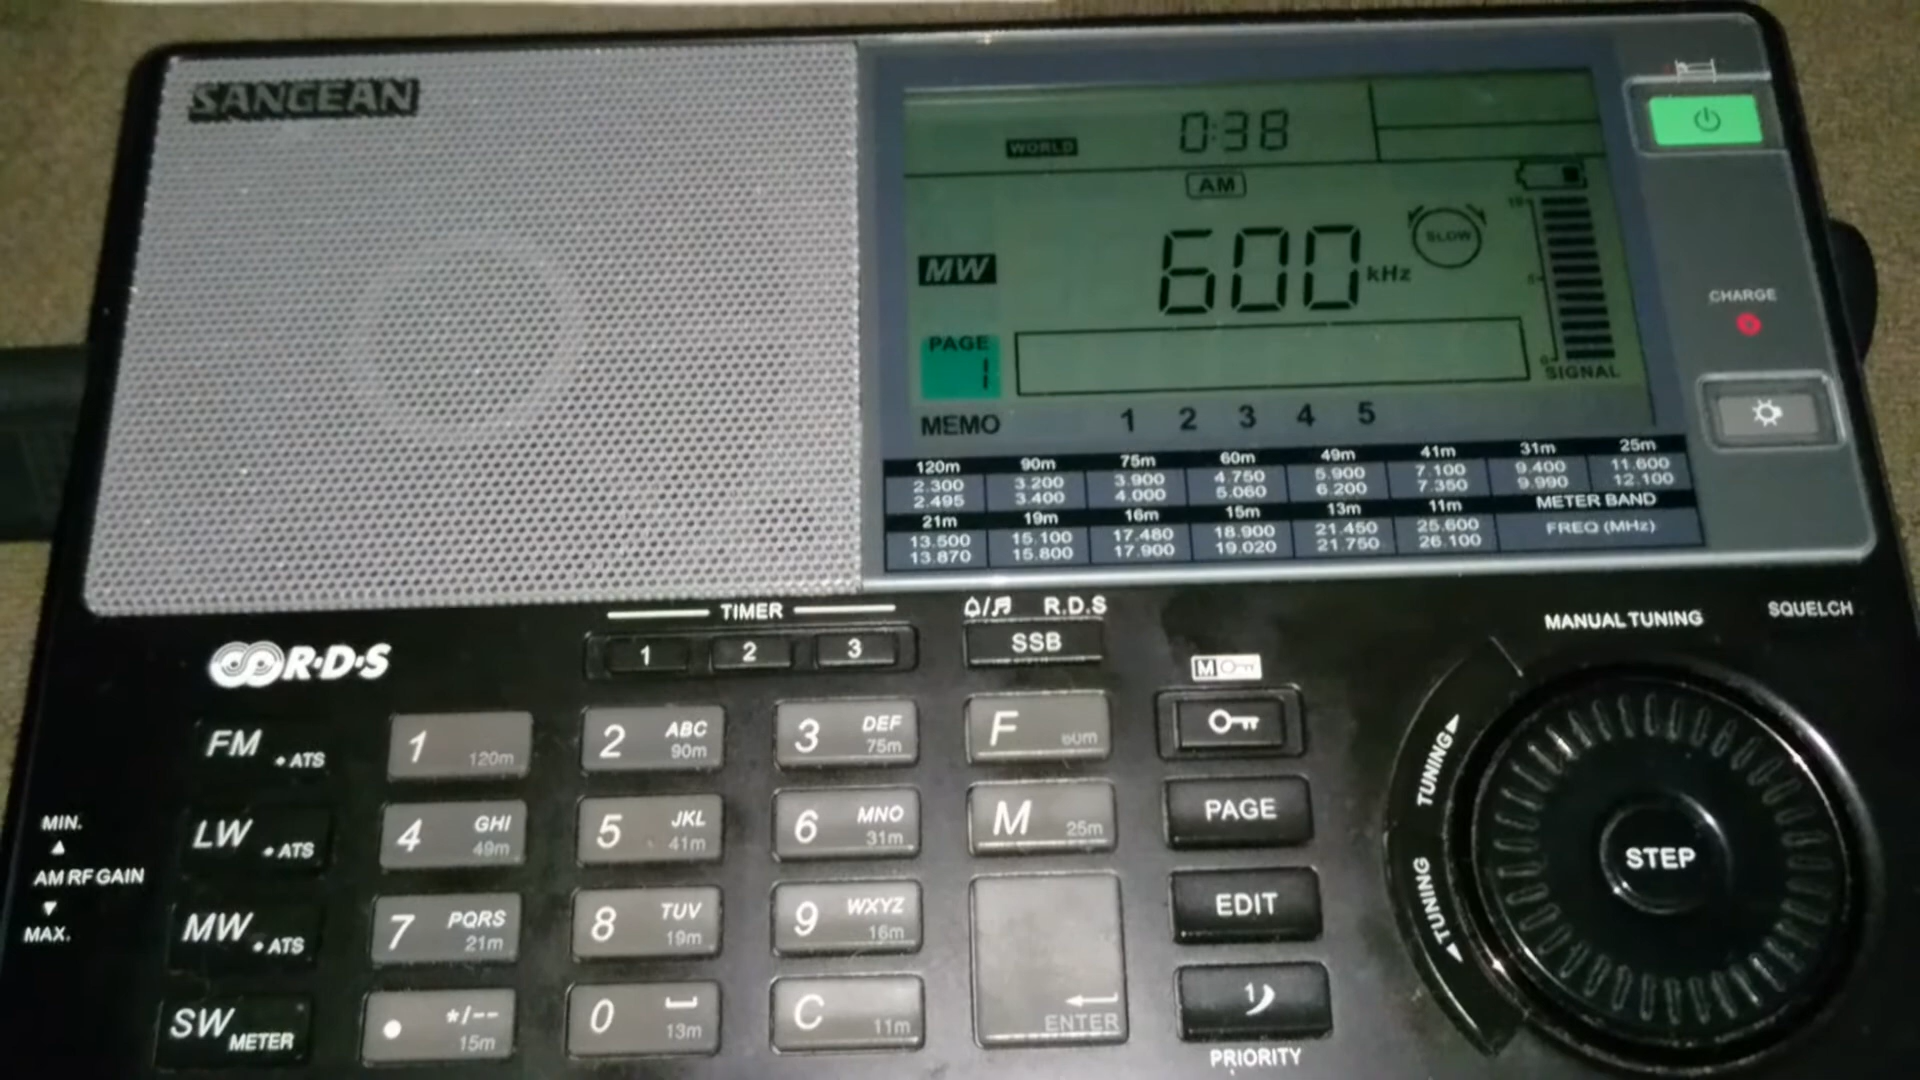 SANGEAN
WORLD
0:38
AM
MW
600 kHz
SLOW
10
5
0
SIGNAL
PAGE
1
MEMO 1 2 3 4 5
CHARGE
120m 90m 75m 60m 49m 41m 31m 25m
2.300 3.200 3.900 4.750 5.900 7.100 9.400 11.600
2.495 3.400 4.000 5.060 6.200 7.350 9.990 12.100
21m 19m 16m 15m 13m 11m METER BAND
13.500 15.100 17.480 18.900 21.450 25.600 FREQ (MHz)
13.870 15.800 17.900 19.020 21.750 26.100
TIMER
1 2 3
R.D.S
SSB
MANUAL TUNING
SQUELCH
R·D·S
M
FM • ATS
1 120m
2 ABC 90m
3 DEF 75m
F 60m
LW • ATS
4 GHI 49m
5 JKL 41m
6 MNO 31m
M 25m
PAGE
MW • ATS
7 PQRS 21m
8 TUV 19m
9 WXYZ 16m
EDIT
SW METER
• */-- 15m
0 13m
C 11m
ENTER
1
PRIORITY
MIN.
AM RF GAIN
MAX.
TUNING
TUNING
STEP